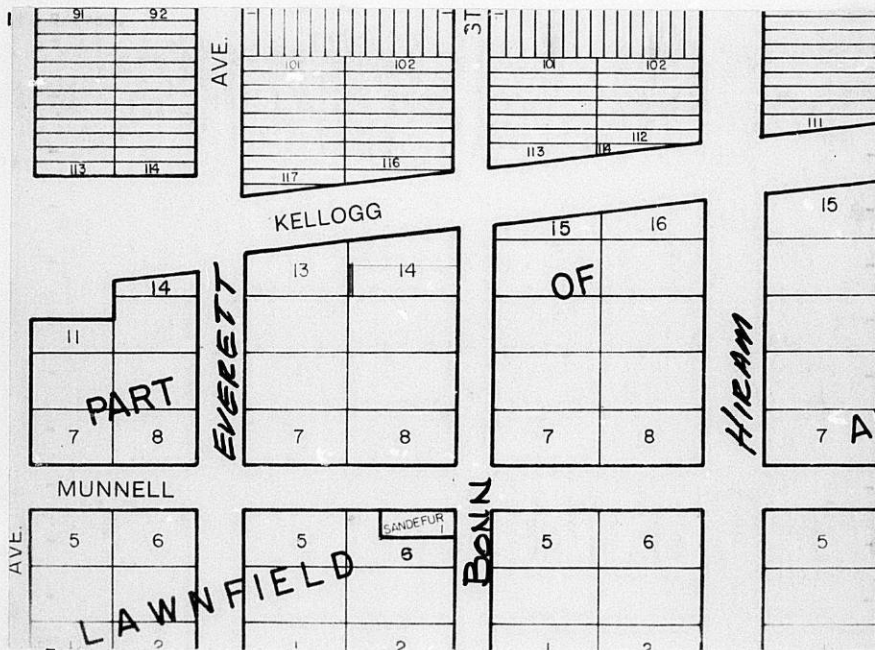 91 92
AVE.
ST
101 102
101 102
111
113 114
117 116
113 114 112
KELLOGG
15 16
15
13 14
14
OF
11
EVERETT
HIRAM
PART
7 8
7 8
7 8
7 A
MUNNELL
AVE.
BONN
SANDEFUR
1
5 6
5 6
5 6
5
LAWNFIELD
1 2
1 2